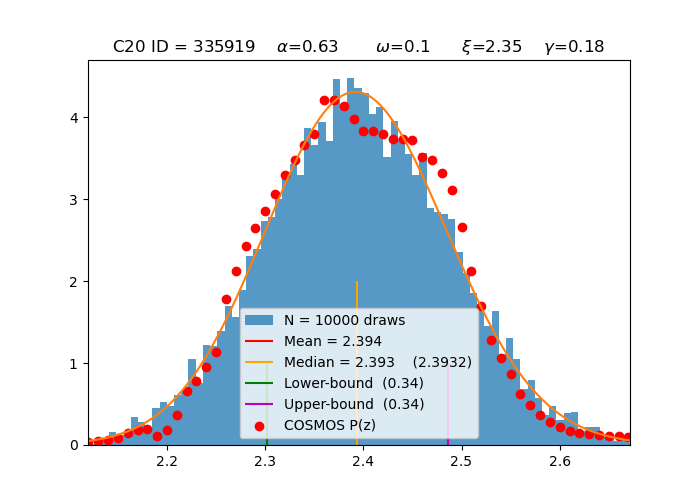 C20 ID = 335919 α=0.63 ω=0.1 ξ=2.35 γ=0.18
4
3
2
1
0
N = 10000 draws
Mean = 2.394
Median = 2.393 (2.3932)
Lower-bound (0.34)
Upper-bound (0.34)
COSMOS P(z)
2.2 2.3 2.4 2.5 2.6